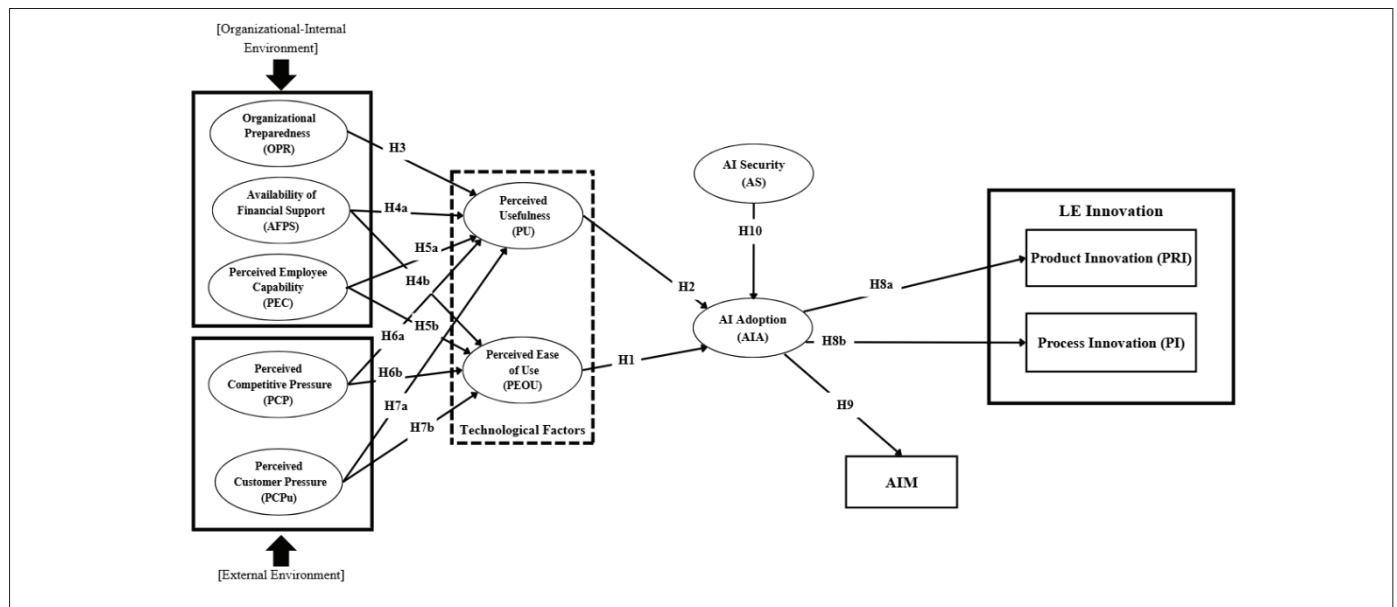 [Organizational-Internal
Environment]
Organizational
Preparedness
(OPR)
Availability of
Financial Support
(AFPS)
Perceived Employee
Capability
(PEC)
Perceived
Competitive Pressure
(PCP)
Perceived
Customer Pressure
(PCPu)
[External Environment]
H3
H4a
H5a
H4b
H5b
H6a
H6b
H7a
H7b
Perceived
Usefulness
(PU)
Perceived Ease
of Use
(PEOU)
Technological Factors
H2
H1
AI Security
(AS)
H10
AI Adoption
(AIA)
H8a
H8b
H9
LE Innovation
Product Innovation (PRI)
Process Innovation (PI)
AIM